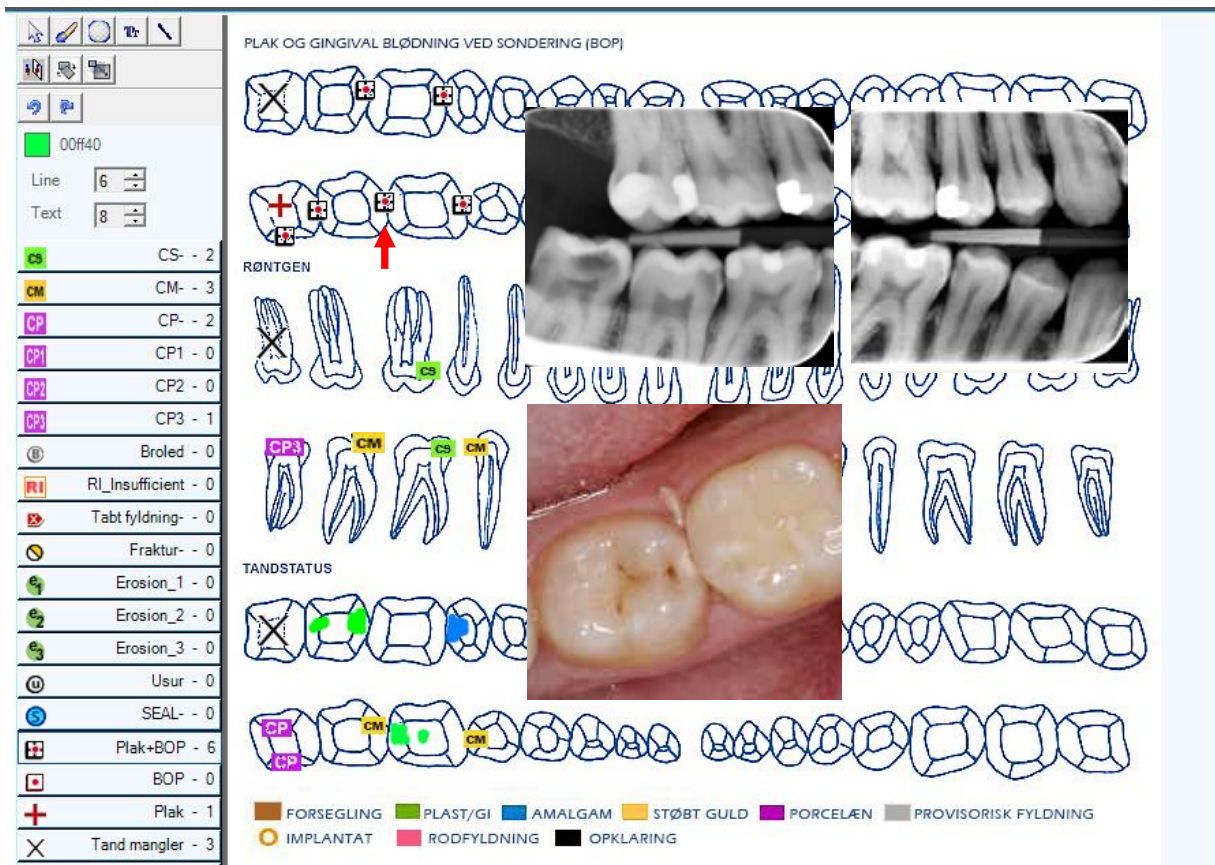 PLAK OG GINGIVAL BLØDNING VED SONDERING (BOP)
Tr
00ff40
Line 6
Text 8
CS CS- - 2
CM CM- - 3
CP CP- - 2
CP1 CP1 - 0
CP2 CP2 - 0
CP3 CP3 - 1
B Broled - 0
RI RI_Insufficient - 0
Tabt fyldning- - 0
Fraktur- - 0
e1 Erosion_1 - 0
e2 Erosion_2 - 0
e3 Erosion_3 - 0
U Usur - 0
S SEAL- - 0
Plak+BOP - 6
BOP - 0
Plak - 1
Tand mangler - 3
RØNTGEN
CS
CP3 CM CS CM
TANDSTATUS
CP CM CM
CP
FORSEGLING PLAST/GI AMALGAM STØBT GULD PORCELÆN PROVISORISK FYLDNING
IMPLANTAT RODFYLDNING OPKLARING